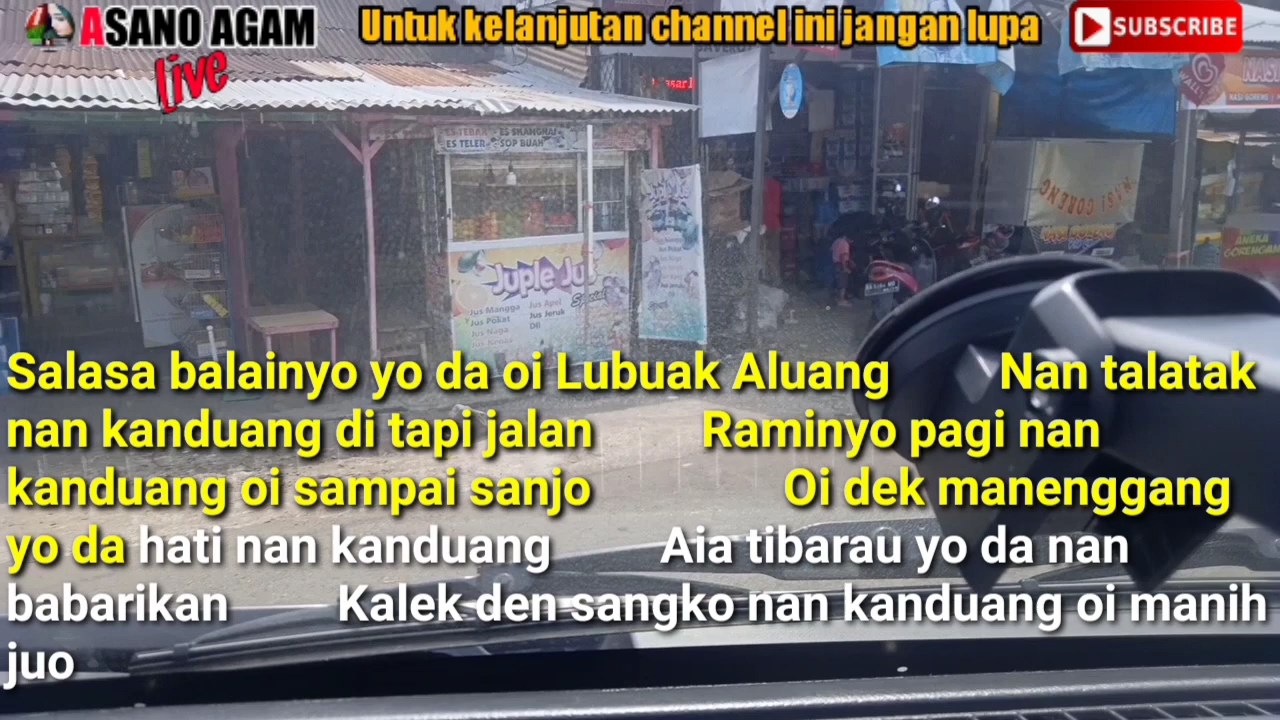 ASANO AGAM
Live
Untuk kelanjutan channel ini jangan lupa
SUBSCRIBE
ES TEBAK - ES SHANGHAI
ES TELER - SOP BUAH
Juple Jus
Jus Mangga
Jus Apel
Jus Pokat
Jus Jeruk
Jus Naga
Dll
NASI
ANEKA
GORENGAN
Salasa balainyo yo da oi Lubuak Aluang Nan talatak
nan kanduang di tapi jalan Raminyo pagi nan
kanduang oi sampai sanjo Oi dek manenggang
yo da hati nan kanduang Aia tibarau yo da nan
babarikan Kalek den sangko nan kanduang oi manih
juo